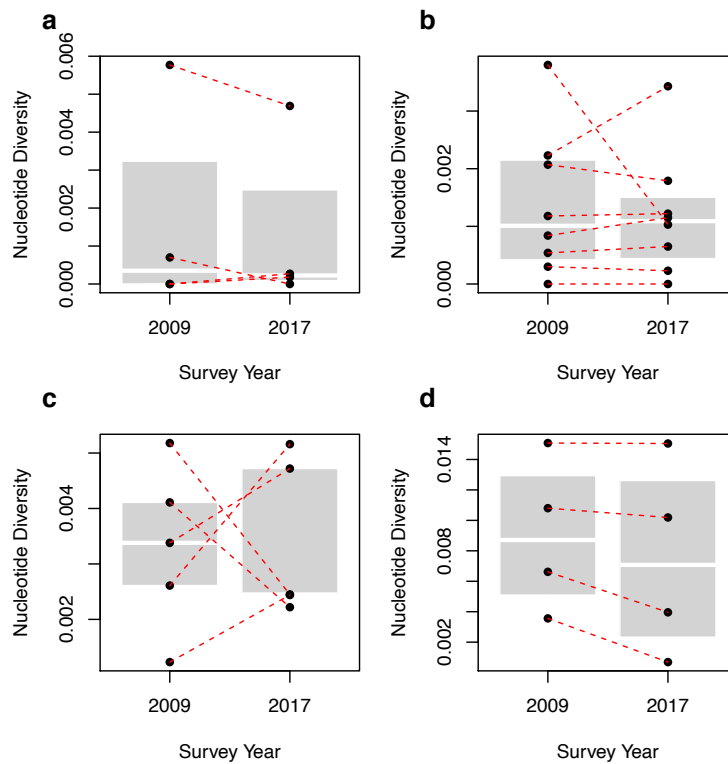 a
Nucleotide Diversity
0.000
0.002
0.004
0.006
2009
2017
Survey Year
b
Nucleotide Diversity
0.000
0.002
2009
2017
Survey Year
c
Nucleotide Diversity
0.002
0.004
2009
2017
Survey Year
d
Nucleotide Diversity
0.002
0.008
0.014
2009
2017
Survey Year